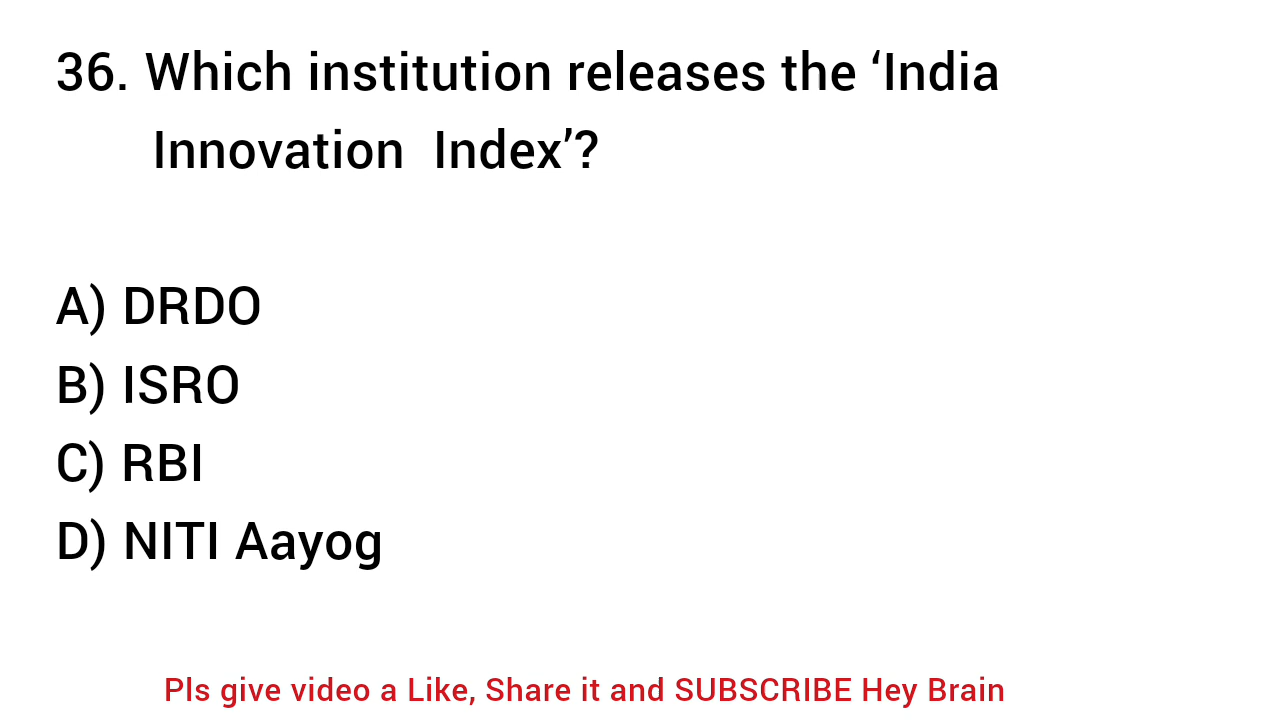 36. Which institution releases the ‘India
Innovation Index’?
A) DRDO
B) ISRO
C) RBI
D) NITI Aayog
Pls give video a Like, Share it and SUBSCRIBE Hey Brain